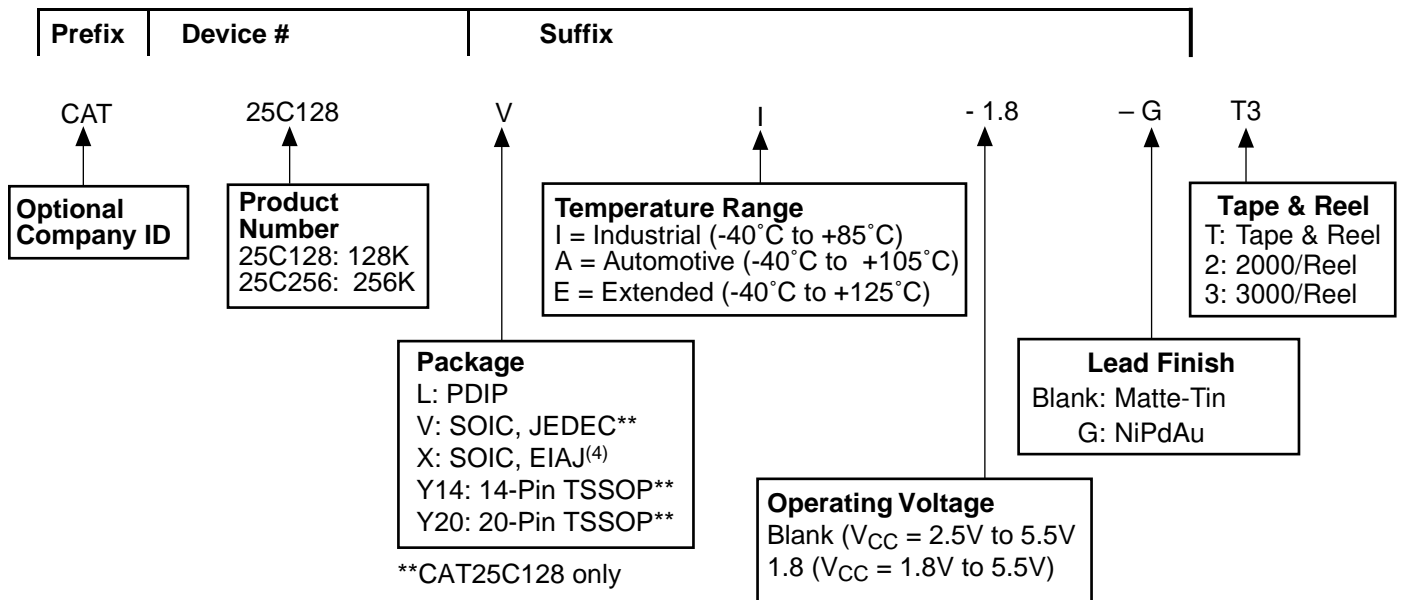 Prefix Device # Suffix
CAT 25C128 V I - 1.8 – G T3
Optional
Company ID
Product
Number
25C128: 128K
25C256: 256K
Temperature Range
I = Industrial (-40˚C to +85˚C)
A = Automotive (-40˚C to +105˚C)
E = Extended (-40˚C to +125˚C)
Tape & Reel
T: Tape & Reel
2: 2000/Reel
3: 3000/Reel
Package
L: PDIP
V: SOIC, JEDEC**
X: SOIC, EIAJ(4)
Y14: 14-Pin TSSOP**
Y20: 20-Pin TSSOP**
**CAT25C128 only
Lead Finish
Blank: Matte-Tin
G: NiPdAu
Operating Voltage
Blank (VCC = 2.5V to 5.5V
1.8 (VCC = 1.8V to 5.5V)